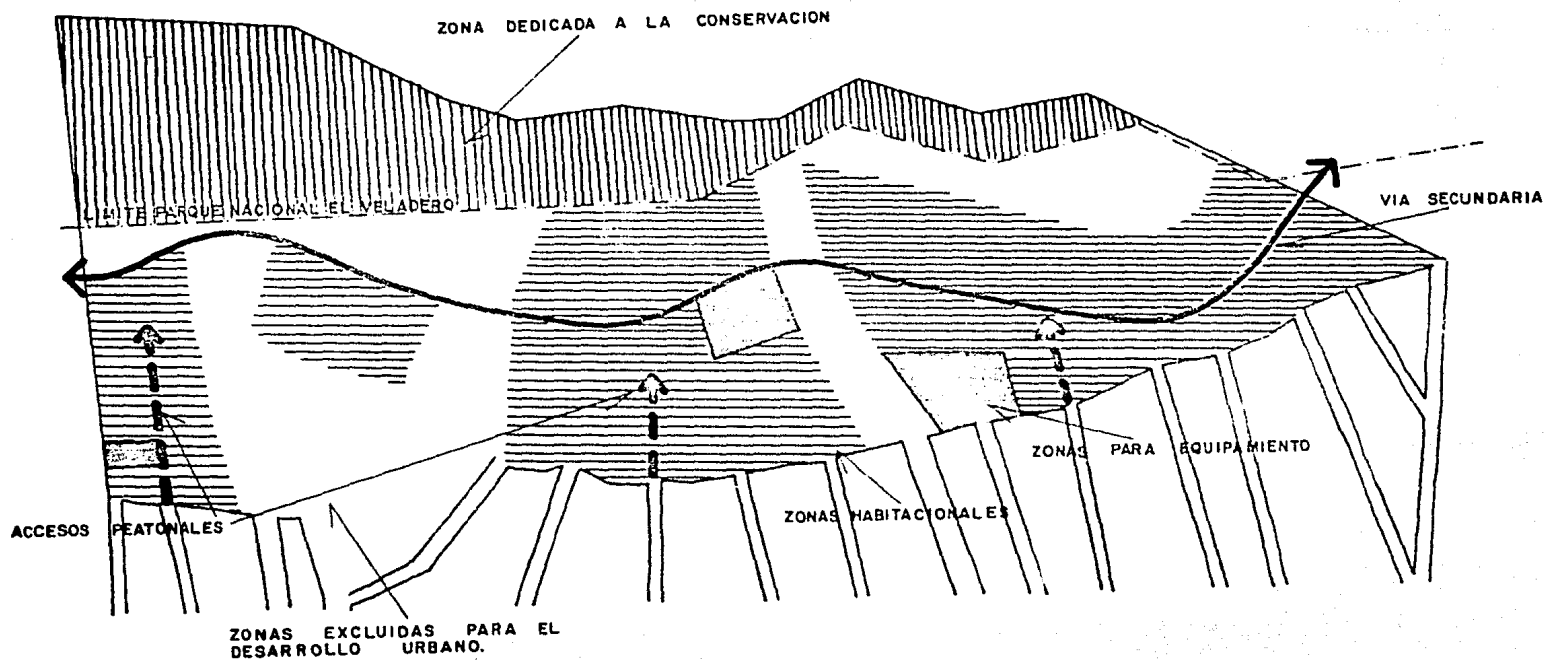 ZONA DEDICADA A LA CONSERVACION
VIA SECUNDARIA
LIMITE PARQUE NACIONAL EL VELADERO
ZONAS PARA EQUIPAMIENTO
ZONAS HABITACIONALES
ACCESOS PEATONALES
ZONAS EXCLUIDAS PARA EL
DESARROLLO URBANO.